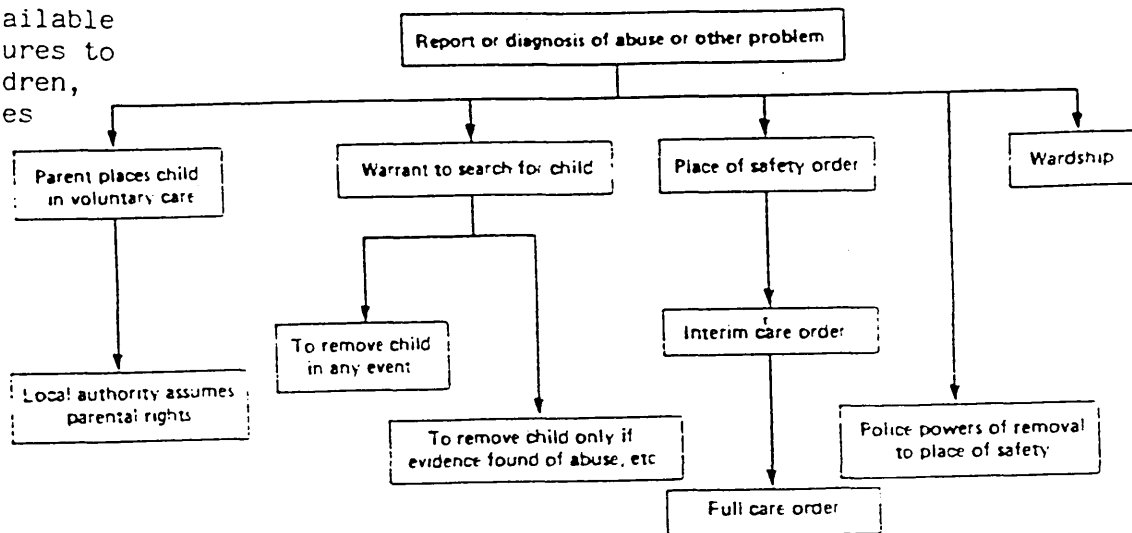 ailable
ures to
dren,
es
Report or diagnosis of abuse or other problem
Parent places child
in voluntary care
Warrant to search for child
Place of safety order
Wardship
To remove child
in any event
Interim care order
Local authority assumes
parental rights
To remove child only if
evidence found of abuse, etc
Police powers of removal
to place of safety
Full care order